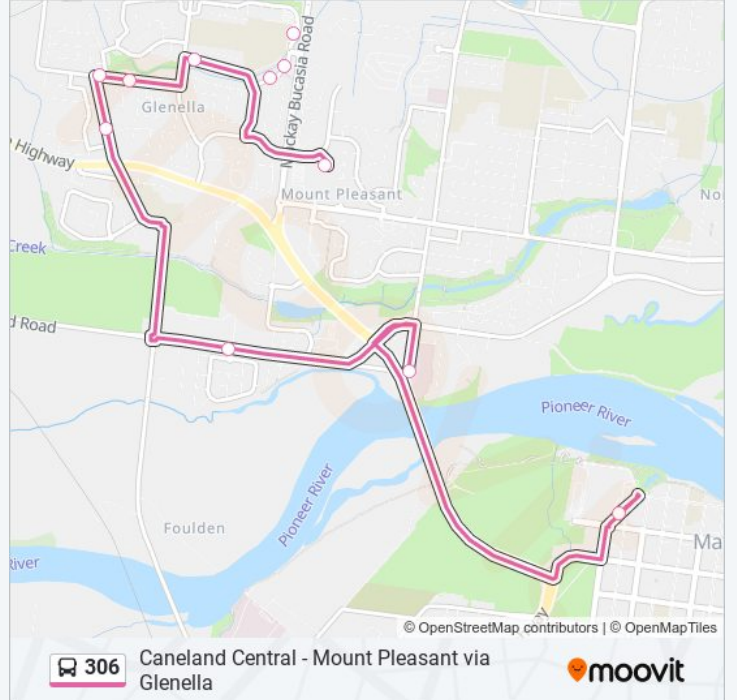 Mackay Bucasia Road
Glenella
Highway
Mount Pleasant
No
Creek
d Road
Pioneer River
Pioneer River
Foulden
Ma
River
© OpenStreetMap contributors | © OpenMapTiles
306
Caneland Central - Mount Pleasant via
Glenella
moovit